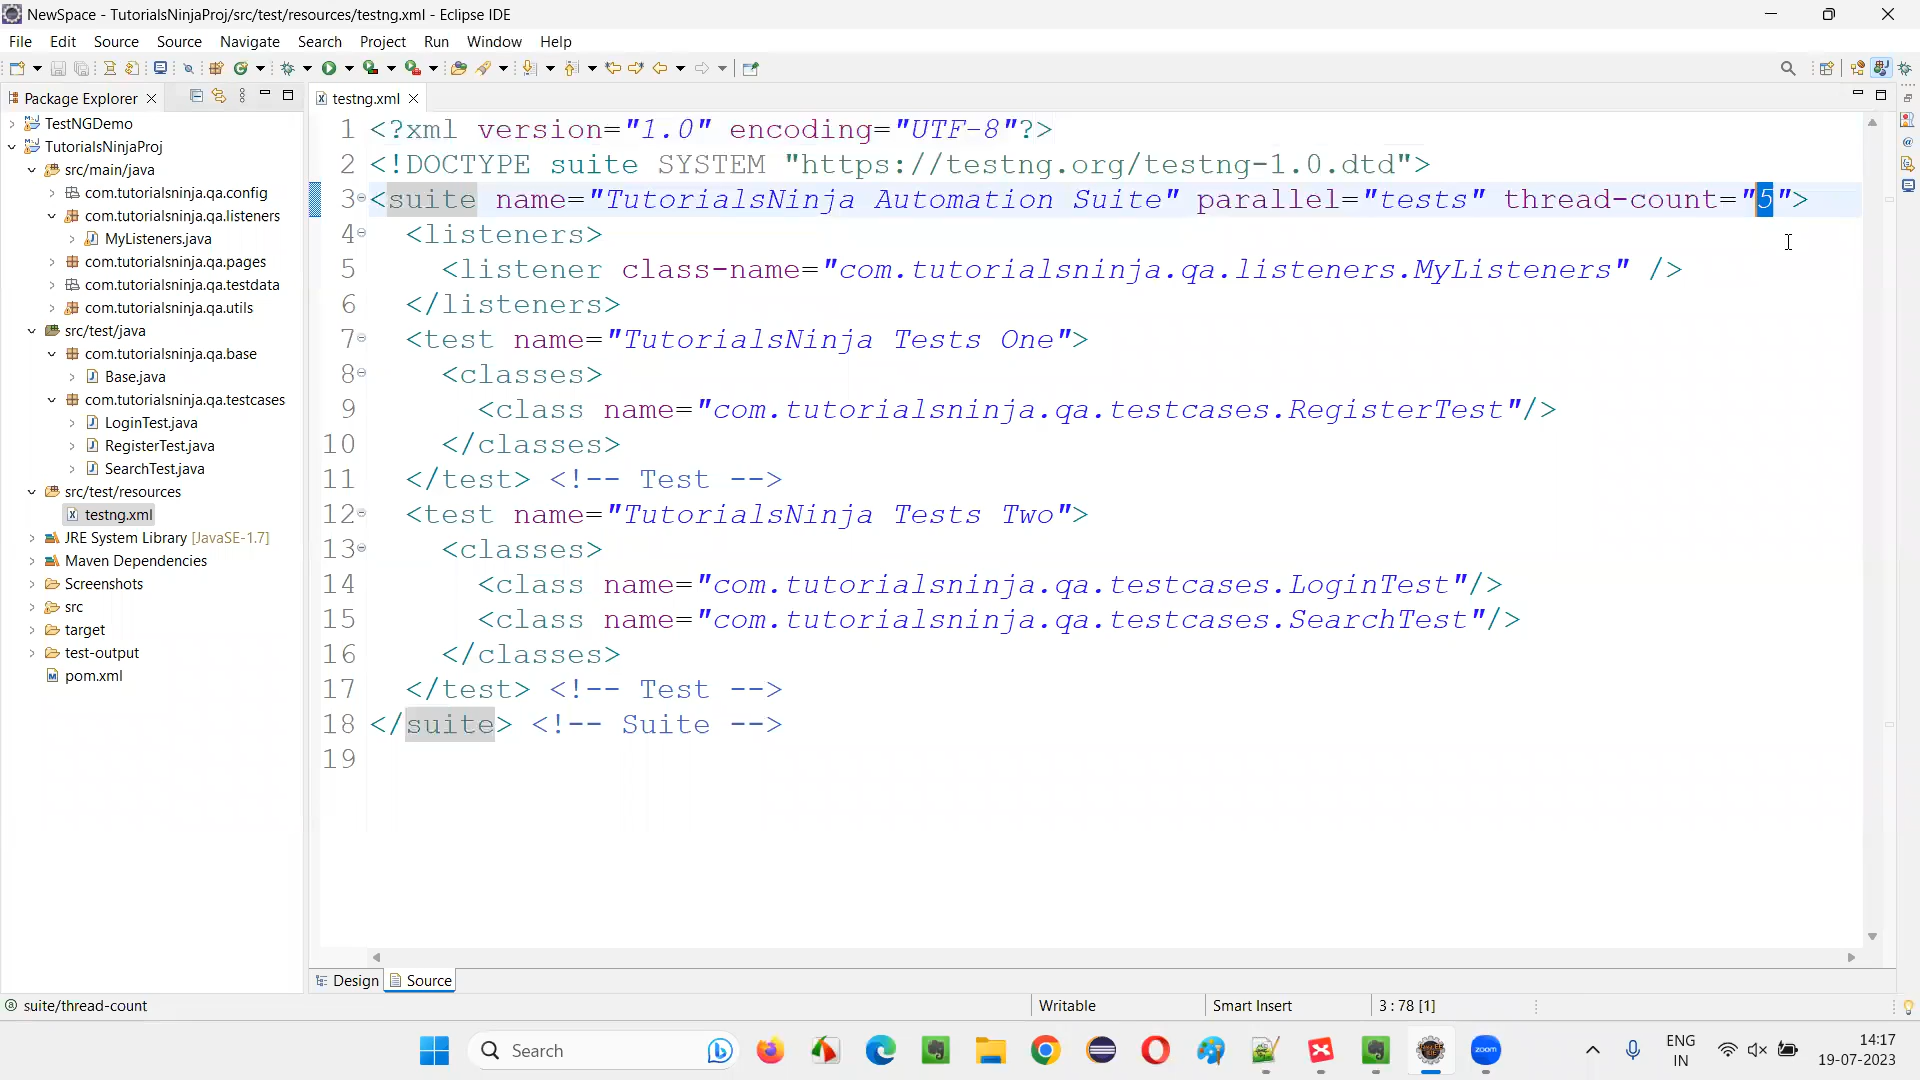 NewSpace - TutorialsNinjaProj/src/test/resources/testng.xml - Eclipse IDE
File Edit Source Source Navigate Search Project Run Window Help
Package Explorer
testng.xml
TestNGDemo
TutorialsNinjaProj
src/main/java
com.tutorialsninja.qa.config
com.tutorialsninja.qa.listeners
MyListeners.java
com.tutorialsninja.qa.pages
com.tutorialsninja.qa.testdata
com.tutorialsninja.qa.utils
src/test/java
com.tutorialsninja.qa.base
Base.java
com.tutorialsninja.qa.testcases
LoginTest.java
RegisterTest.java
SearchTest.java
src/test/resources
testng.xml
JRE System Library [JavaSE-1.7]
Maven Dependencies
Screenshots
src
target
test-output
pom.xml
1 <?xml version="1.0" encoding="UTF-8"?>
2 <!DOCTYPE suite SYSTEM "https://testng.org/testng-1.0.dtd">
3 <suite name="TutorialsNinja Automation Suite" parallel="tests" thread-count="5">
4 <listeners>
5 <listener class-name="com.tutorialsninja.qa.listeners.MyListeners" />
6 </listeners>
7 <test name="TutorialsNinja Tests One">
8 <classes>
9 <class name="com.tutorialsninja.qa.testcases.RegisterTest"/>
10 </classes>
11 </test> <!-- Test -->
12 <test name="TutorialsNinja Tests Two">
13 <classes>
14 <class name="com.tutorialsninja.qa.testcases.LoginTest"/>
15 <class name="com.tutorialsninja.qa.testcases.SearchTest"/>
16 </classes>
17 </test> <!-- Test -->
18 </suite> <!-- Suite -->
19
Design Source
suite/thread-count Writable Smart Insert 3 : 78 [1]
Search
zoom
ENG
IN
14:17
19-07-2023